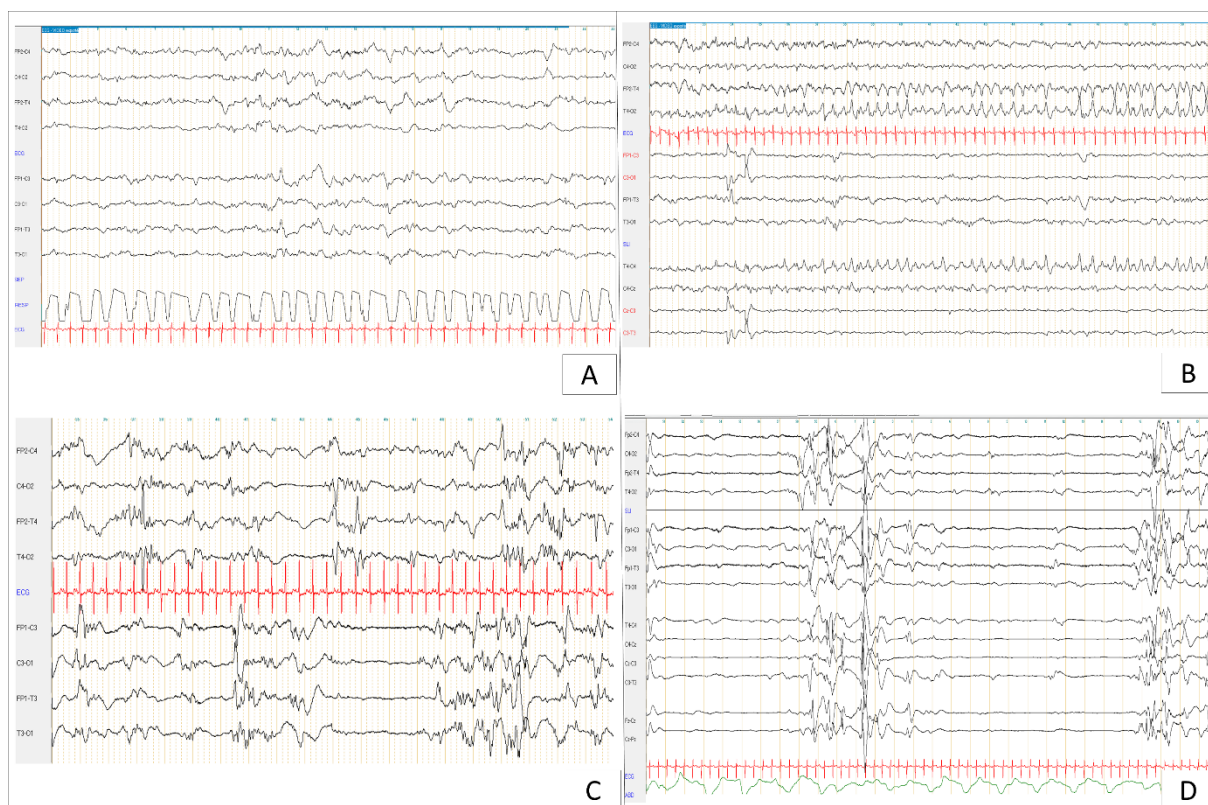 FP2-C4
C4-O2
FP2-T4
T4-O2
ECG
FP1-C3
C3-O1
FP1-T3
T3-O1
RESP
ECG
A
FP2-C4
C4-O2
FP2-T4
T4-O2
ECG
FP1-C3
C3-O1
FP1-T3
T3-O1
SU
T4-C4
C4-Cz
Cz-C3
C3-T3
B
FP2-C4
C4-O2
FP2-T4
T4-O2
ECG
FP1-C3
C3-O1
FP1-T3
T3-O1
C
Fp2-C4
C4-O2
Fp2-T4
T4-O2
SU
Fp1-C3
C3-O1
Fp1-T3
T3-O1
T4-C4
C4-Cz
Cz-C3
C3-T3
Fz-Cz
Cz-Pz
ECG
ABD
D